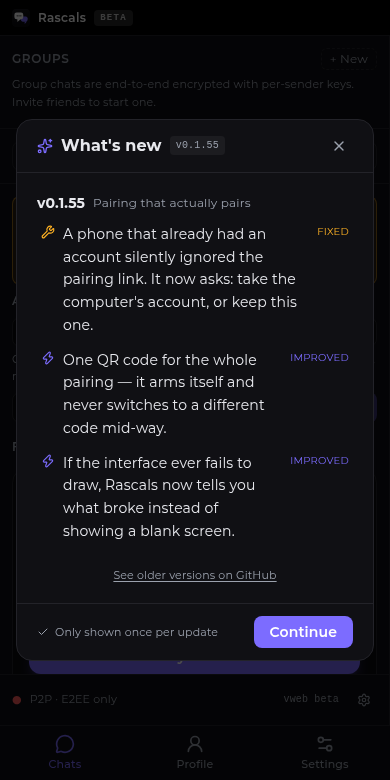 Rascals BETA
GROUPS
+ New
Group chats are end-to-end encrypted with per-sender keys.
Invite friends to start one.
What's new v0.1.55
v0.1.55 Pairing that actually pairs
A phone that already had an FIXED
account silently ignored the
pairing link. It now asks: take the
computer's account, or keep this
one.
One QR code for the whole IMPROVED
pairing — it arms itself and
never switches to a different
code mid-way.
If the interface ever fails to IMPROVED
draw, Rascals now tells you
what broke instead of
showing a blank screen.
See older versions on GitHub
Only shown once per update
Continue
P2P · E2EE only
vweb beta
Chats
Profile
Settings